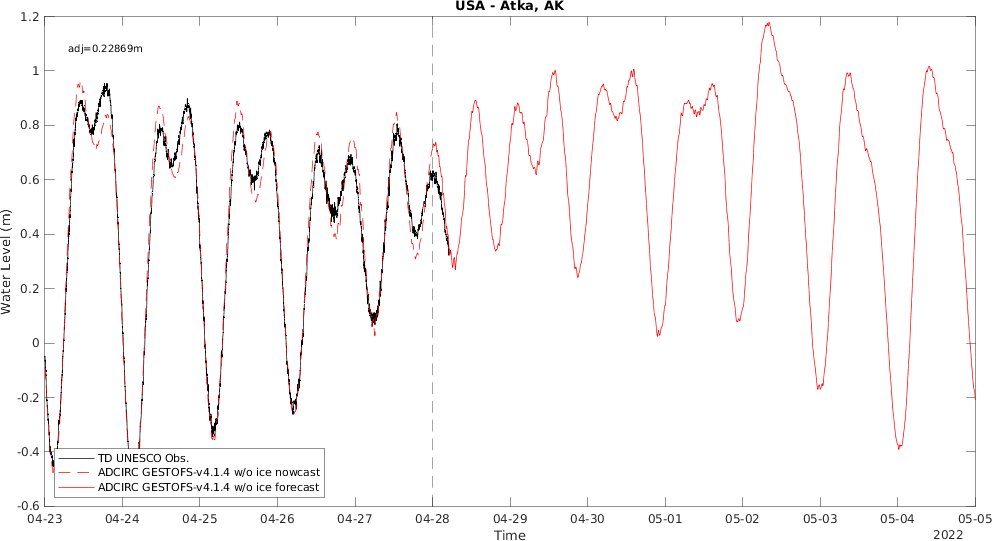 USA - Atka, AK
adj=0.22869m
Water Level (m)
1.2
1
0.8
0.6
0.4
0.2
0
-0.2
-0.4
-0.6
TD UNESCO Obs.
ADCIRC GESTOFS-v4.1.4 w/o ice nowcast
ADCIRC GESTOFS-v4.1.4 w/o ice forecast
04-23 04-24 04-25 04-26 04-27 04-28 04-29 04-30 05-01 05-02 05-03 05-04 05-05
Time
2022